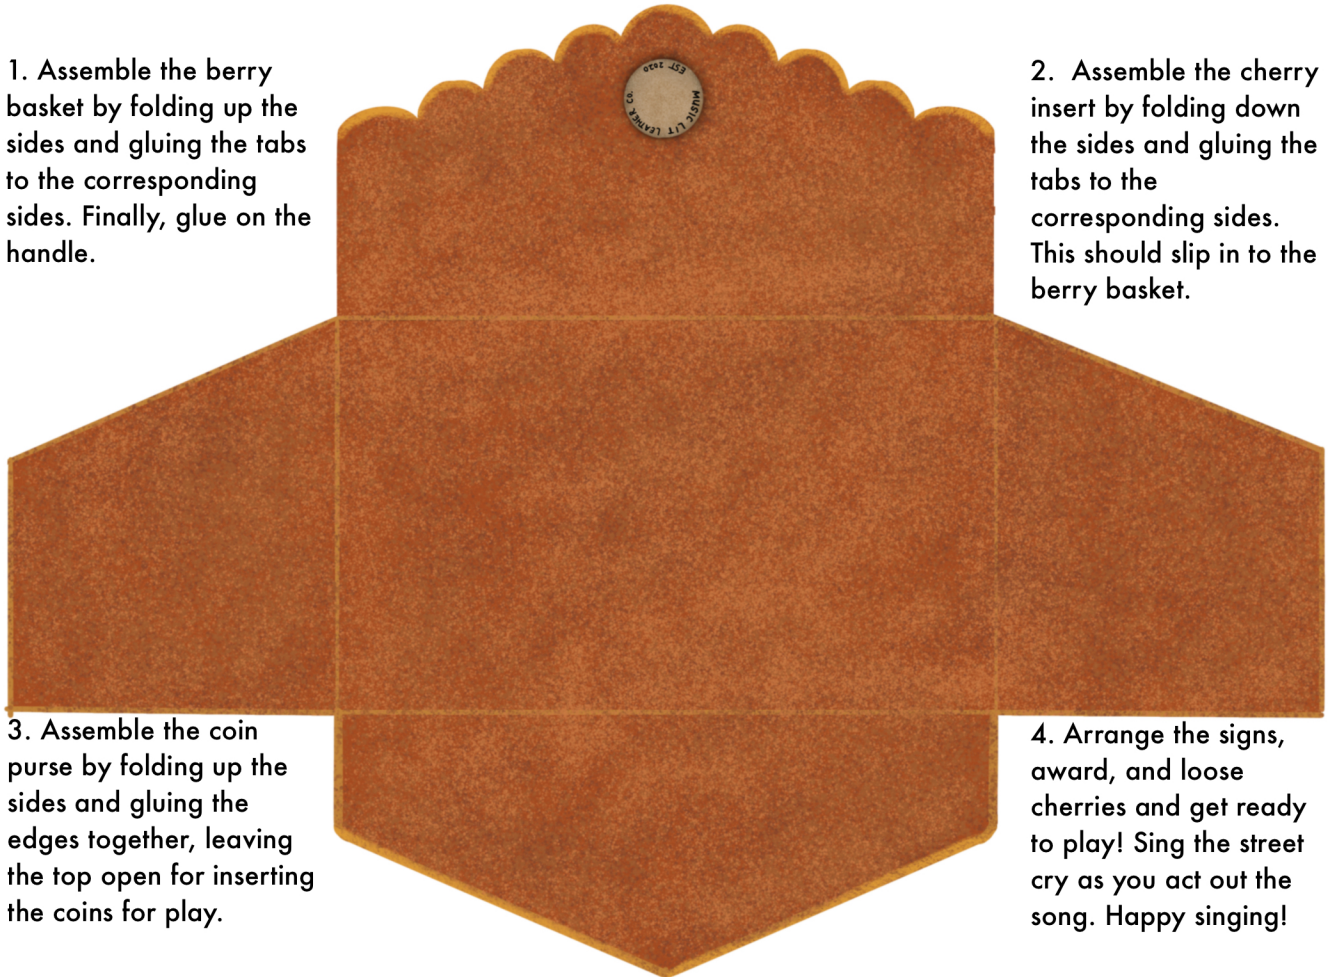 1. Assemble the berry
basket by folding up the
sides and gluing the tabs
to the corresponding
sides. Finally, glue on the
handle.
2.  Assemble the cherry
insert by folding down
the sides and gluing the
tabs to the
corresponding sides.
This should slip in to the
berry basket.
MUSIC LIT LEATHER CO.
EST 2020
3. Assemble the coin
purse by folding up the
sides and gluing the
edges together, leaving
the top open for inserting
the coins for play.
4. Arrange the signs,
award, and loose
cherries and get ready
to play! Sing the street
cry as you act out the
song. Happy singing!